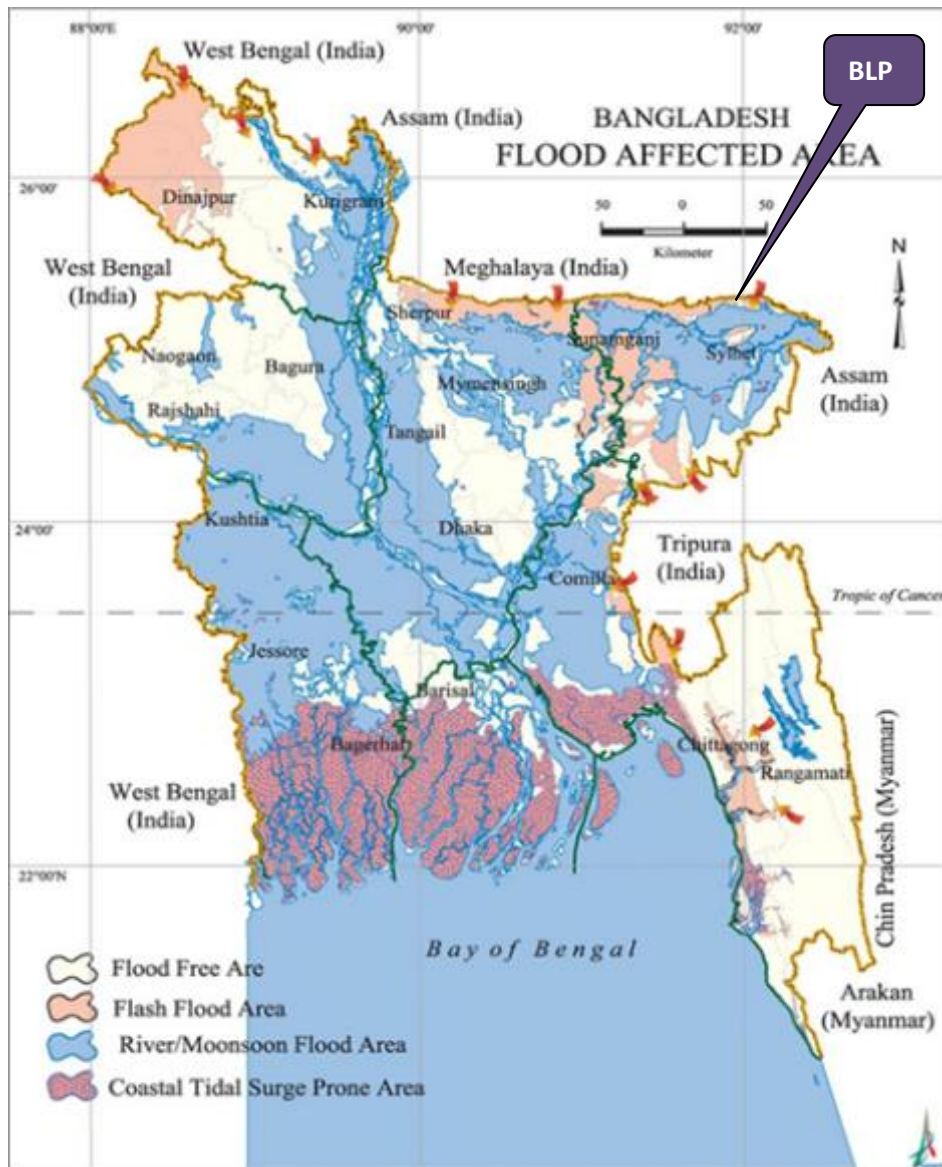 88°00'E
90°00'
92°00'
West Bengal (India)
BLP
Assam (India)
BANGLADESH
FLOOD AFFECTED AREA
26°00'
Dinajpur
Kurigram
50 0 50
Kilometer
N
West Bengal
(India)
Meghalaya (India)
Sherpur
Sunamganj
Sylhet
Naogaon
Bagura
Mymensingh
Assam
(India)
Rajshahi
Tangail
24°00'
Kushtia
Dhaka
Comilla
Tripura
(India)
Tropic of Cancer
Jessore
Barisal
Bagerhat
Chittagong
Rangamati
West Bengal
(India)
Chin Pradesh (Myanmar)
22°00'N
Bay of Bengal
Flood Free Are
Flash Flood Area
River/Moonsoon Flood Area
Coastal Tidal Surge Prone Area
Arakan
(Myanmar)